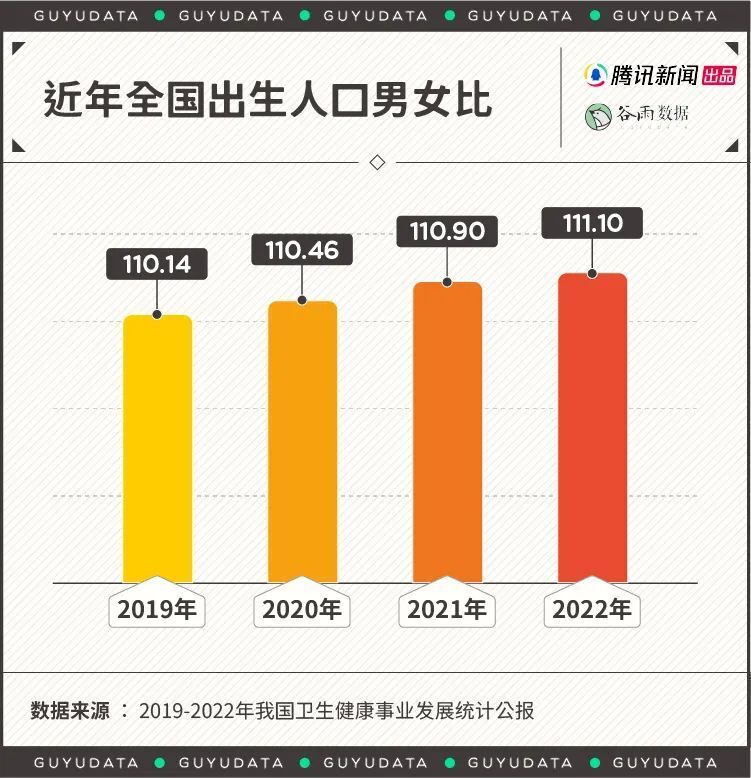 GUYUDATA GUYUDATA GUYUDATA GUYUDATA GUYUDATA
近年全国出生人口男女比
腾讯新闻 出品
谷雨数据
110.14
110.46
110.90
111.10
2019年
2020年
2021年
2022年
数据来源 ： 2019-2022年我国卫生健康事业发展统计公报
GUYUDATA GUYUDATA GUYUDATA GUYUDATA GUYUDATA